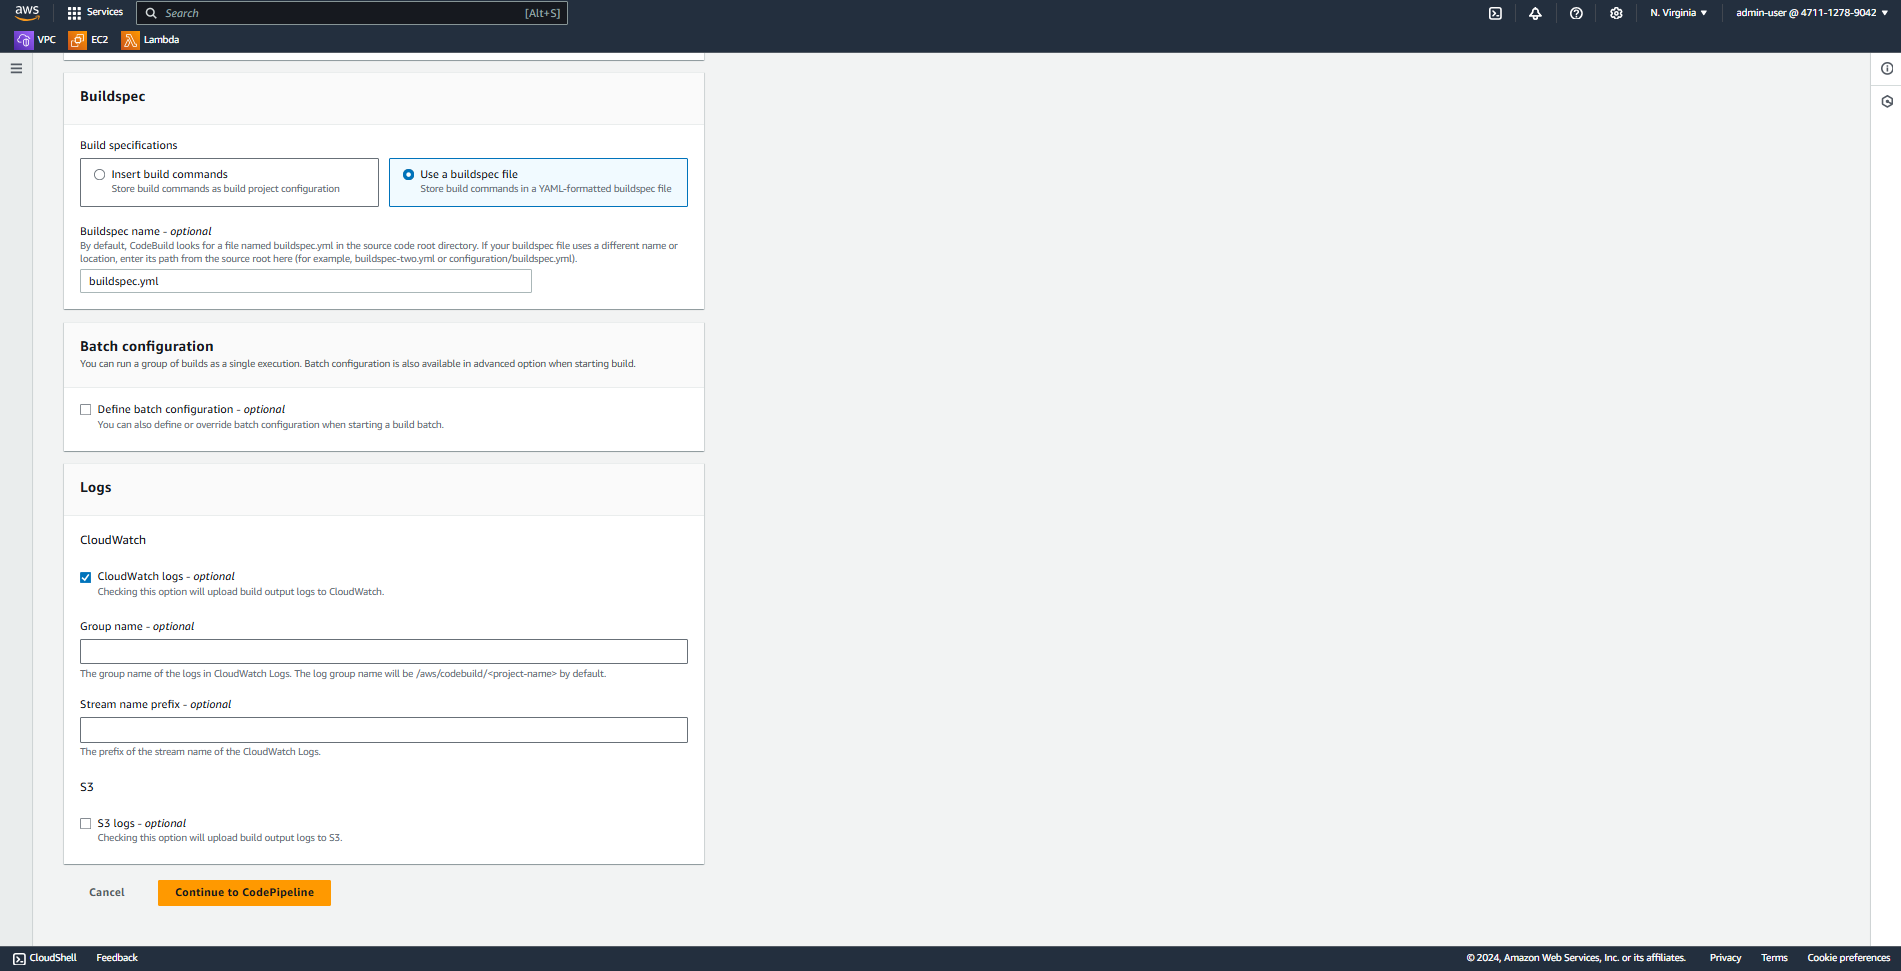 aws
Services
Search
[Alt+S]
N. Virginia ▼
admin-user @ 4711-1278-9042 ▼
VPC
EC2
Lambda
Buildspec
Build specifications
Insert build commands
Store build commands as build project configuration
Use a buildspec file
Store build commands in a YAML-formatted buildspec file
Buildspec name - optional
By default, CodeBuild looks for a file named buildspec.yml in the source code root directory. If your buildspec file uses a different name or
location, enter its path from the source root here (for example, buildspec-two.yml or configuration/buildspec.yml).
buildspec.yml
Batch configuration
You can run a group of builds as a single execution. Batch configuration is also available in advanced option when starting build.
Define batch configuration - optional
You can also define or override batch configuration when starting a build batch.
Logs
CloudWatch
CloudWatch logs - optional
Checking this option will upload build output logs to CloudWatch.
Group name - optional
The group name of the logs in CloudWatch Logs. The log group name will be /aws/codebuild/<project-name> by default.
Stream name prefix - optional
The prefix of the stream name of the CloudWatch Logs.
S3
S3 logs - optional
Checking this option will upload build output logs to S3.
Cancel
Continue to CodePipeline
CloudShell
Feedback
© 2024, Amazon Web Services, Inc. or its affiliates.
Privacy
Terms
Cookie preferences